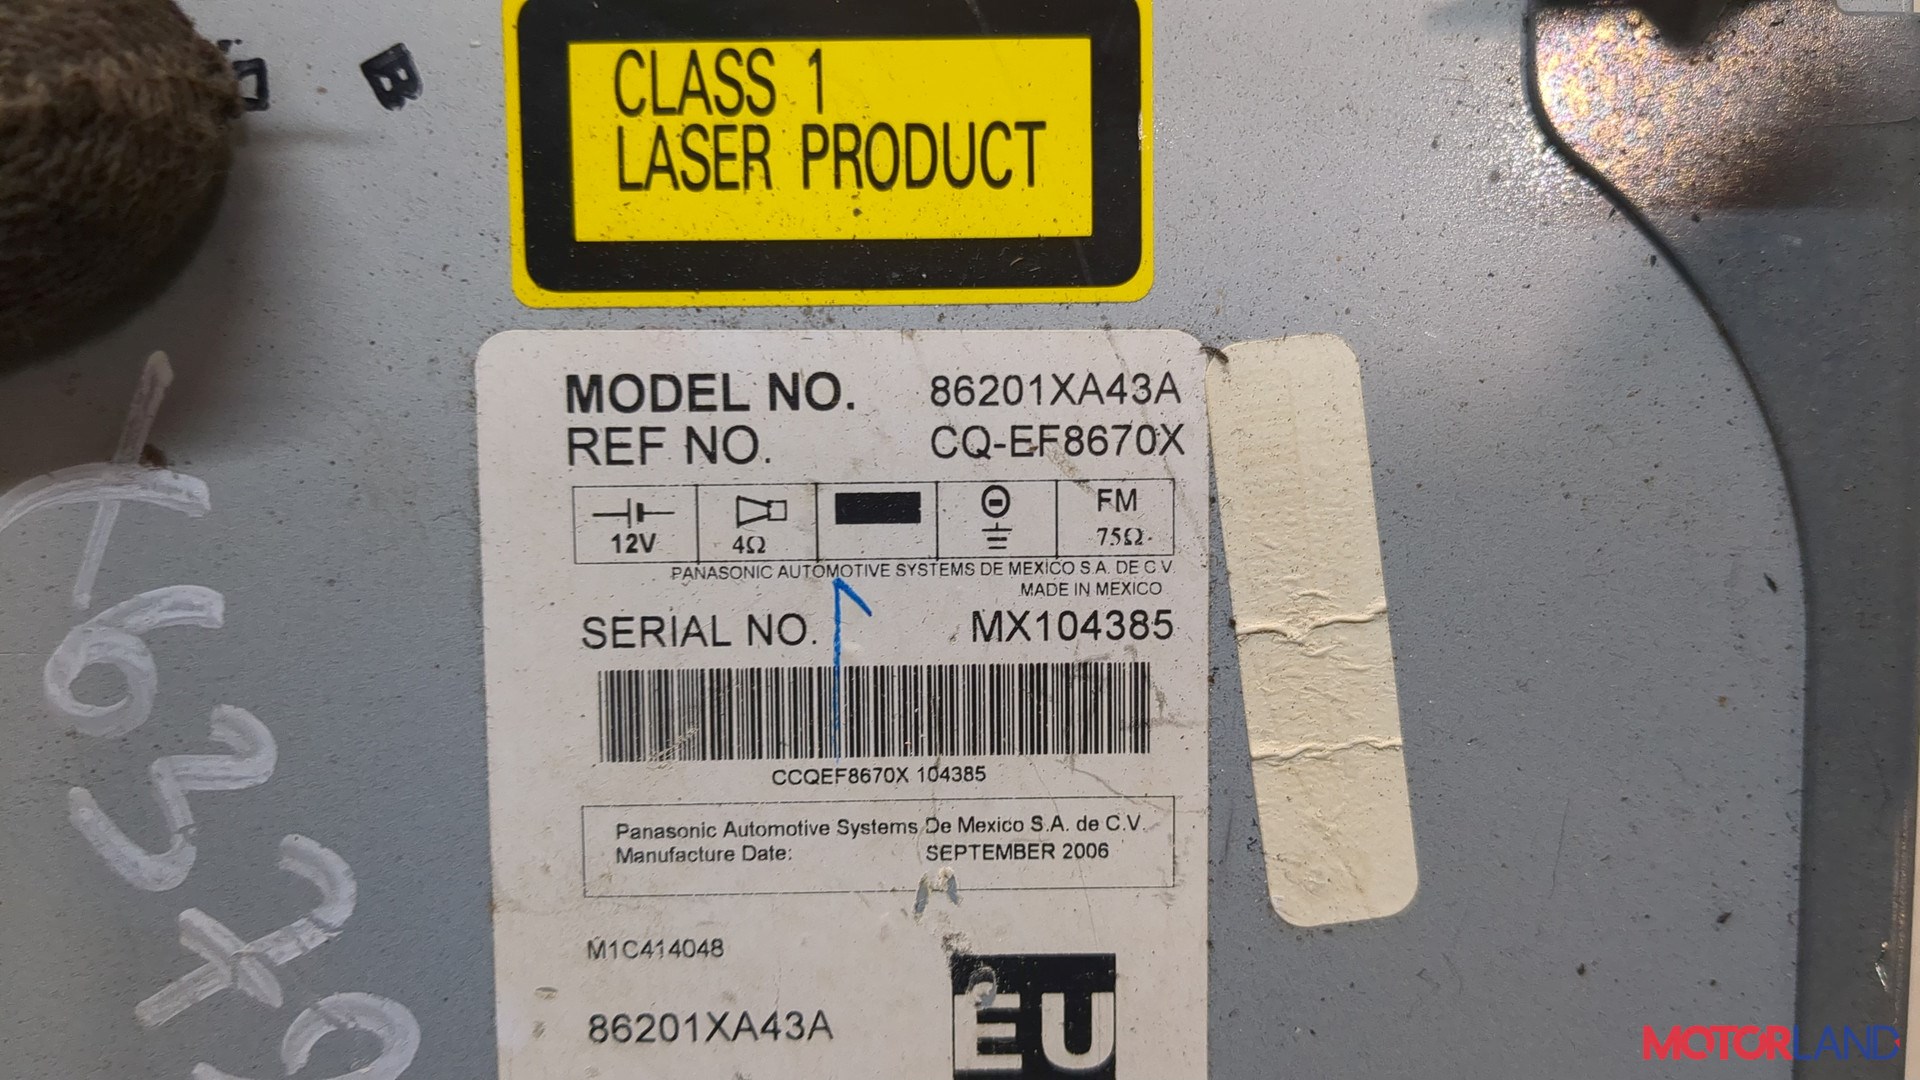 B
CLASS 1
LASER PRODUCT
MODEL NO. 86201XA43A
REF NO. CQ-EF8670X
12V 4Ω FM 75Ω
PANASONIC AUTOMOTIVE SYSTEMS DE MEXICO S.A. DE C.V.
MADE IN MEXICO
SERIAL NO. MX104385
CCQEF8670X 104385
Panasonic Automotive Systems De Mexico S.A. de C.V.
Manufacture Date: SEPTEMBER 2006
M1C414048
86201XA43A
EU
MOTORLAND